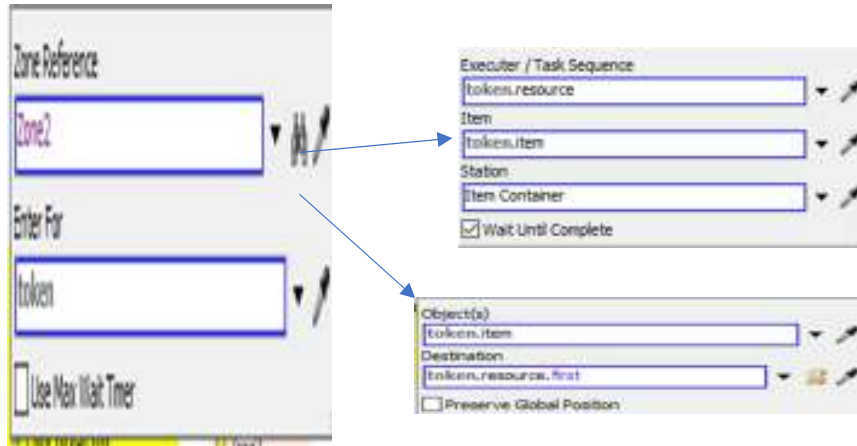 Zone Reference
Zone2
Enter For
token
Use Max Wait Timer
Executer / Task Sequence
token.resource
Item
token.item
Station
Item Container
Wait Until Complete
Object(s)
token.item
Destination
token.resource.first
Preserve Global Position